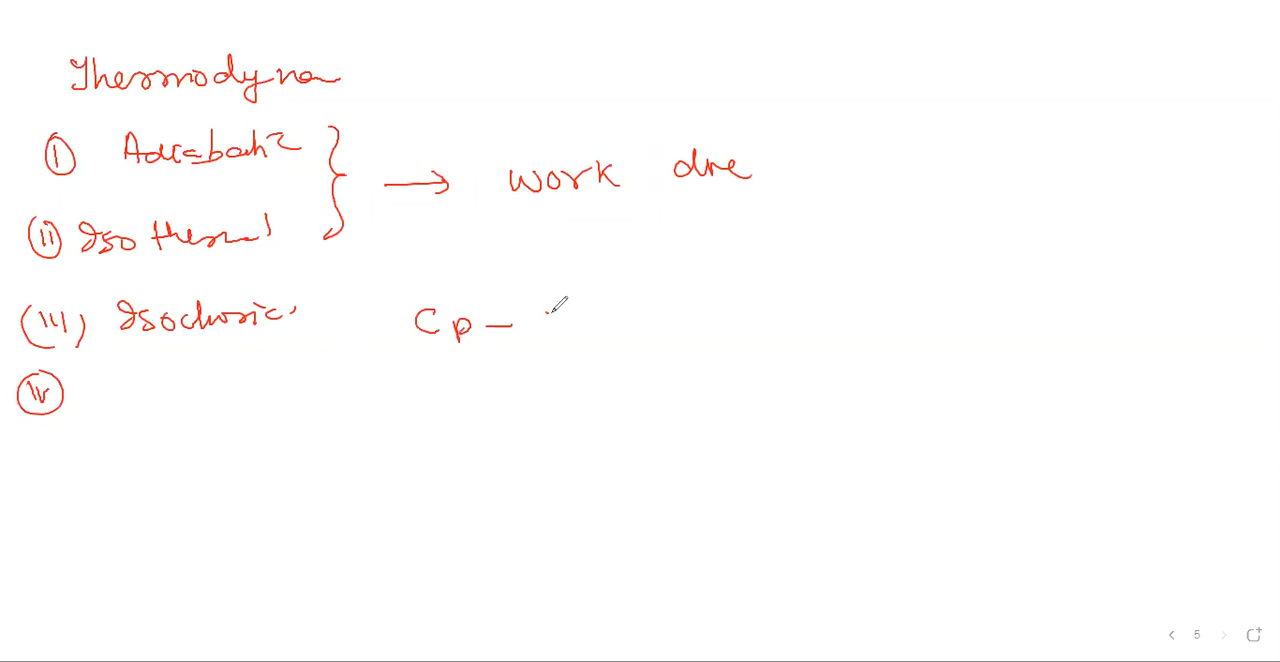 Thermodyna
(i) Adiabatic } → work done
(ii) Isothermal
(iii) Isochoric. Cp -
(iv)
5